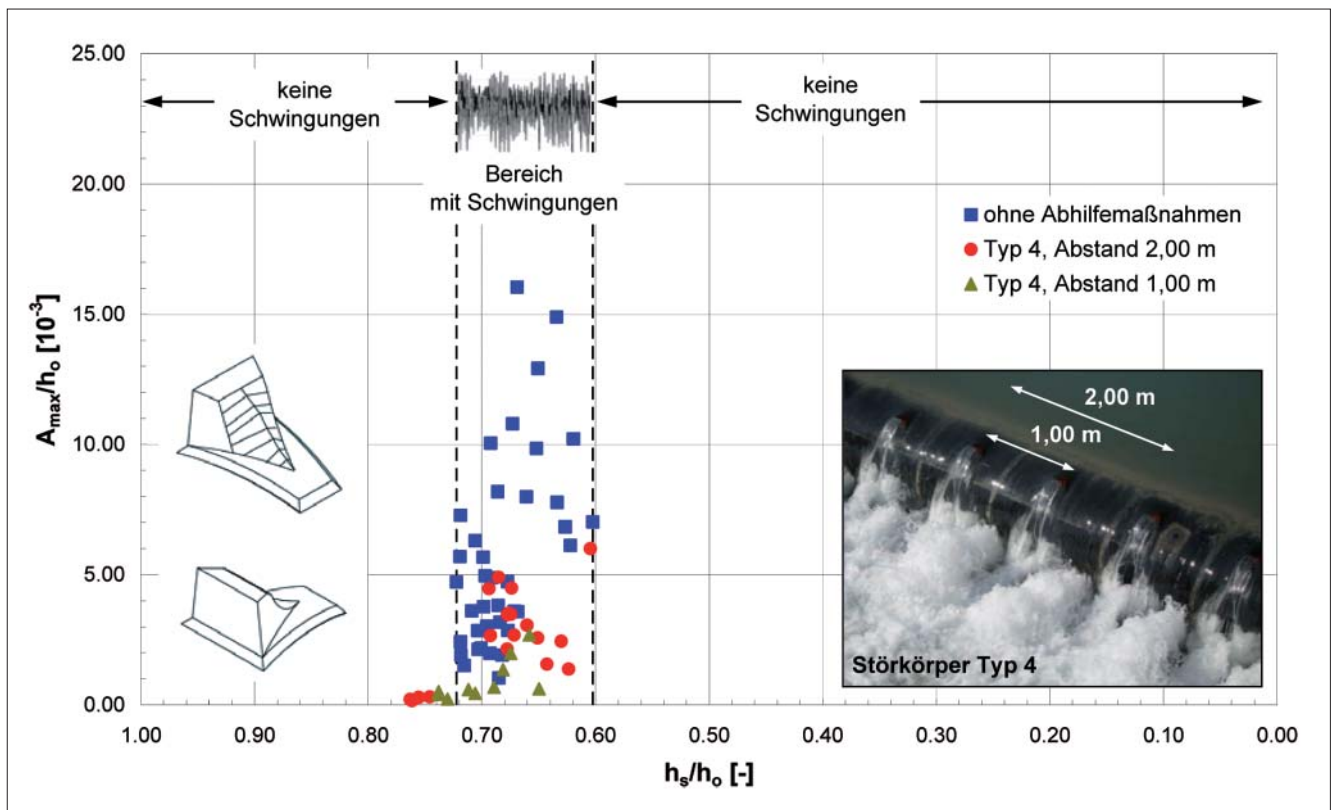 25.00
20.00
15.00
10.00
5.00
0.00
A_max/h_o [10⁻³]
keine
Schwingungen
keine
Schwingungen
Bereich
mit Schwingungen
ohne Abhilfemaßnahmen
Typ 4, Abstand 2,00 m
Typ 4, Abstand 1,00 m
2,00 m
1,00 m
Störkörper Typ 4
1.00 0.90 0.80 0.70 0.60 0.50 0.40 0.30 0.20 0.10 0.00
h_s/h_o [-]